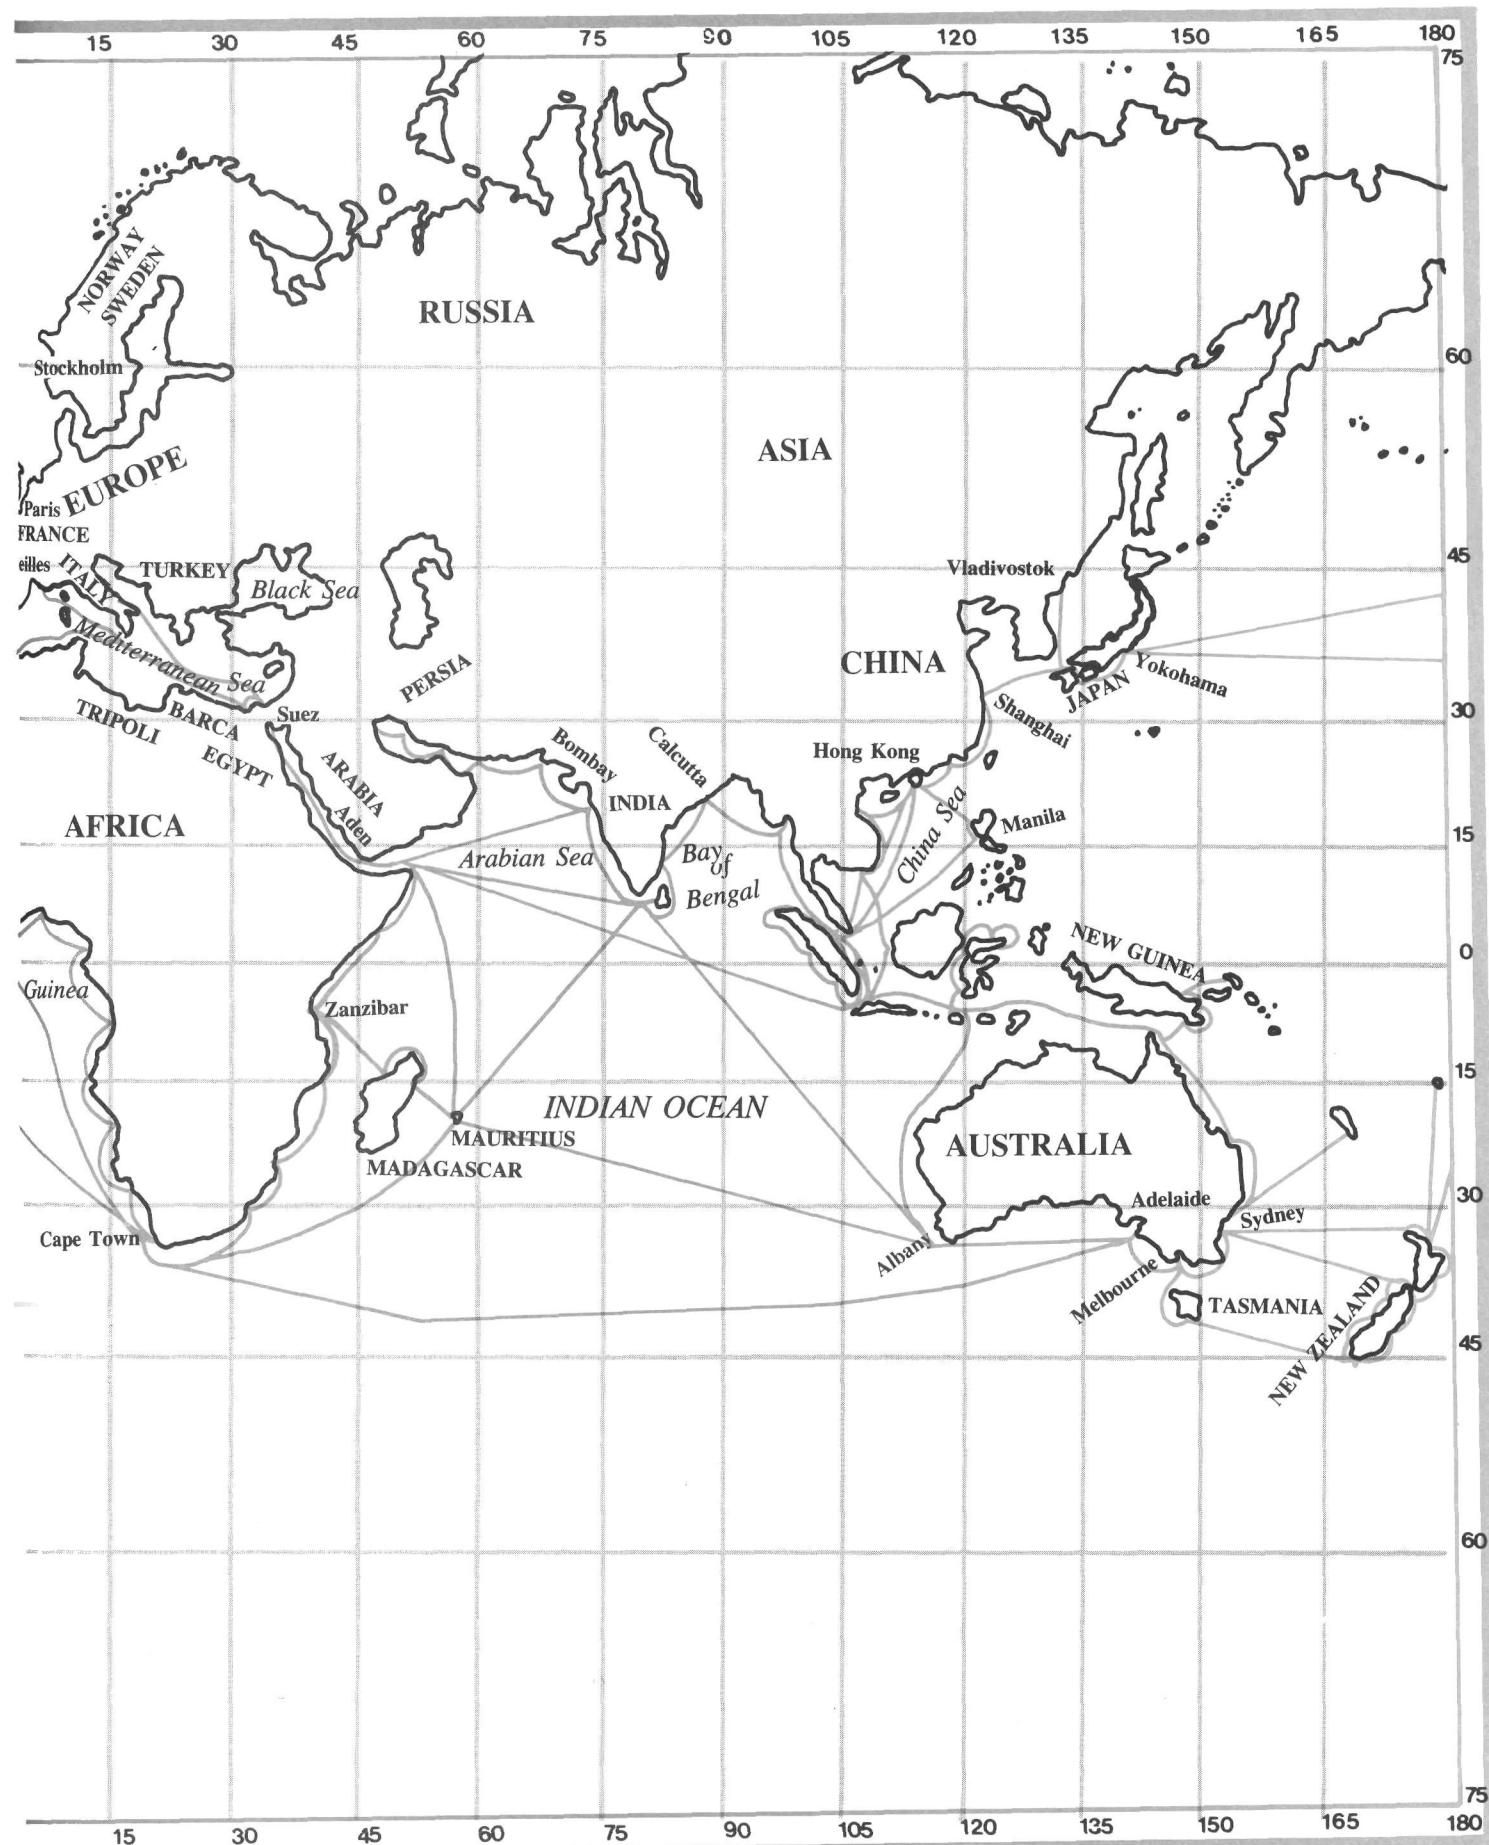 15 30 45 60 75 90 105 120 135 150 165 180
75
NORWAY
SWEDEN
RUSSIA
Stockholm
60
ASIA
EUROPE
Paris
FRANCE
eilles
ITALY
TURKEY
Black Sea
Vladivostok
45
Mediterranean Sea
PERSIA
CHINA
Yokohama
JAPAN
TRIPOLI
BARCA
Suez
Shanghai
30
EGYPT
ARABIA
Bombay
Calcutta
Hong Kong
AFRICA
Aden
INDIA
China Sea
Manila
15
Arabian Sea
Bay
of
Bengal
NEW GUINEA
0
Guinea
Zanzibar
15
INDIAN OCEAN
MAURITIUS
MADAGASCAR
AUSTRALIA
Adelaide
30
Sydney
Cape Town
Albany
Melbourne
TASMANIA
NEW ZEALAND
45
60
75
15 30 45 60 75 90 105 120 135 150 165 180